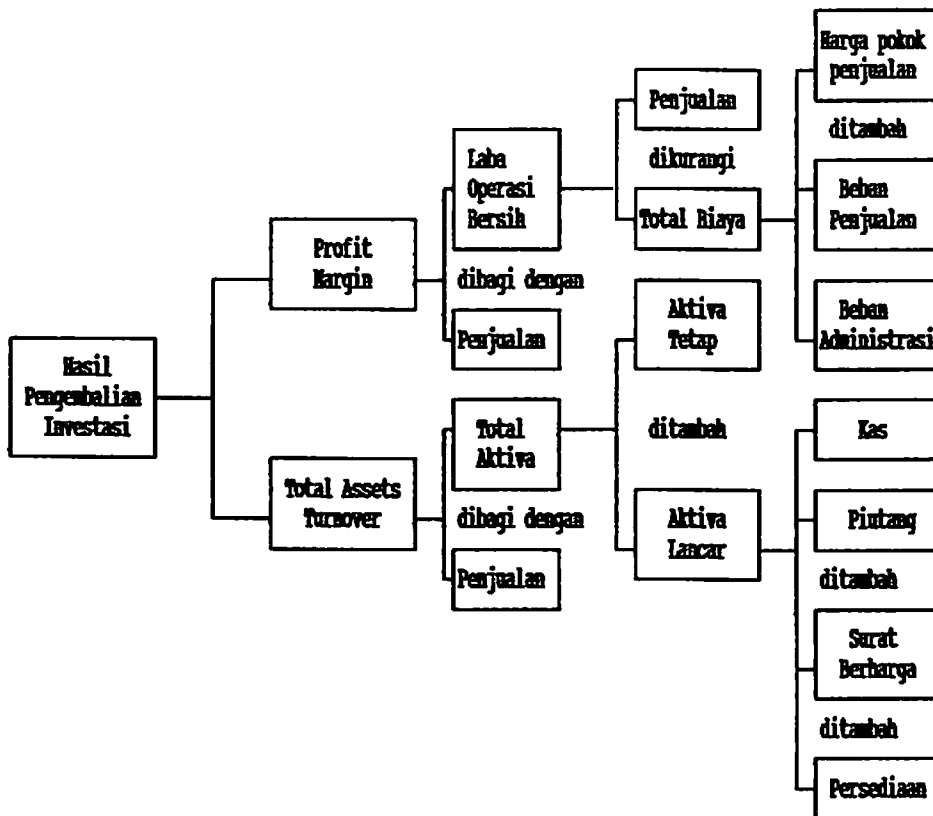 Harga pokok
penjualan
Penjualan
ditambah
Laba
Operasi
Bersih
dikurangi
Beban
Penjualan
Total Biaya
Profit
Margin
dibagi dengan
Aktiva
Tetap
Beban
Administrasi
Penjualan
Hasil
Pengembalian
Investasi
Total
Aktiva
ditambah
Kas
Total Assets
Turnover
dibagi dengan
Aktiva
Lancar
Piutang
Penjualan
ditambah
Surat
Berharga
ditambah
Persediaan